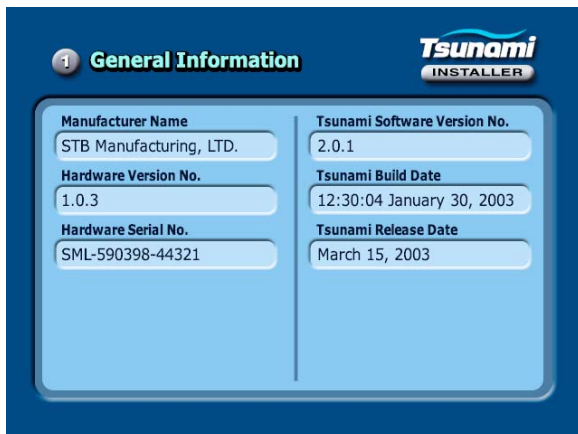 1 General Information
Tsunami
INSTALLER
Manufacturer Name
STB Manufacturing, LTD.
Hardware Version No.
1.0.3
Hardware Serial No.
SML-590398-44321
Tsunami Software Version No.
2.0.1
Tsunami Build Date
12:30:04 January 30, 2003
Tsunami Release Date
March 15, 2003